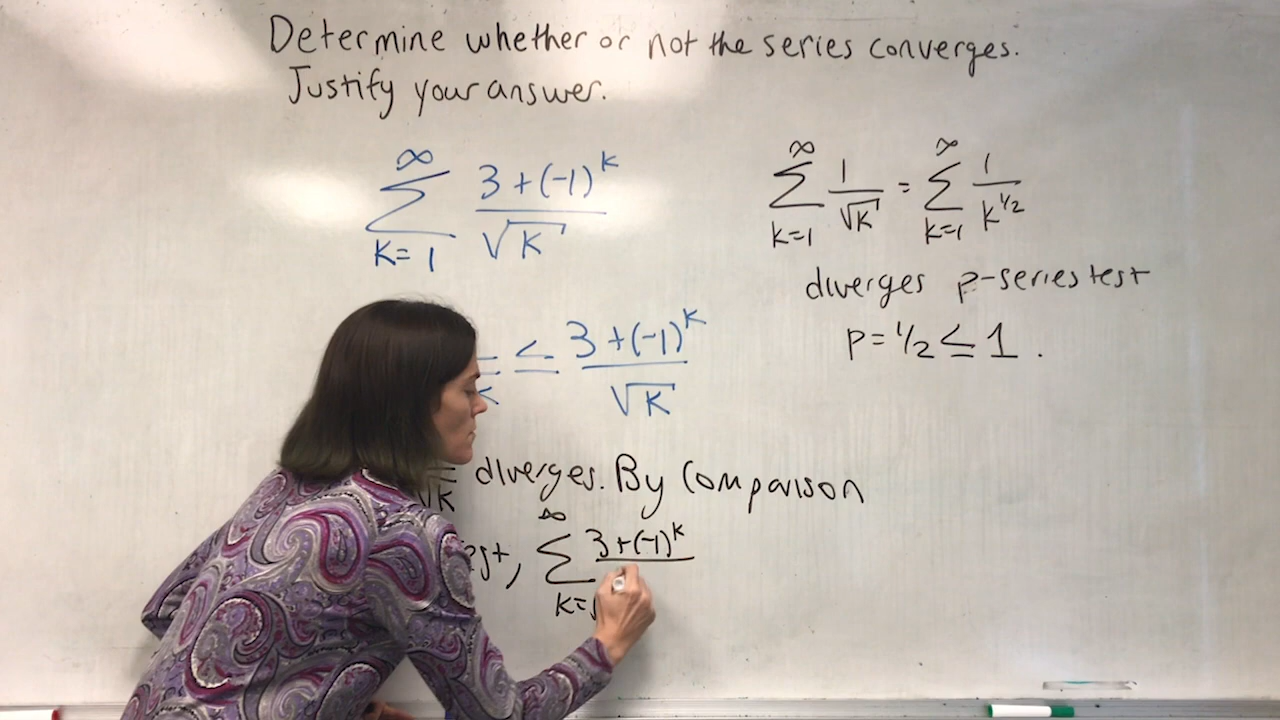 Determine whether or not the series converges.
Justify your answer.
∞ ∑ k=1 (3+(-1)^k)/√k
∞ ∑ k=1 1/√k = ∞ ∑ k=1 1/k^1/2
diverges p-series test
p=1/2≤1.
≤ (3+(-1)^k)/√k
√k diverges. By Comparison
, ∞ ∑ k= 3+(-1)^k